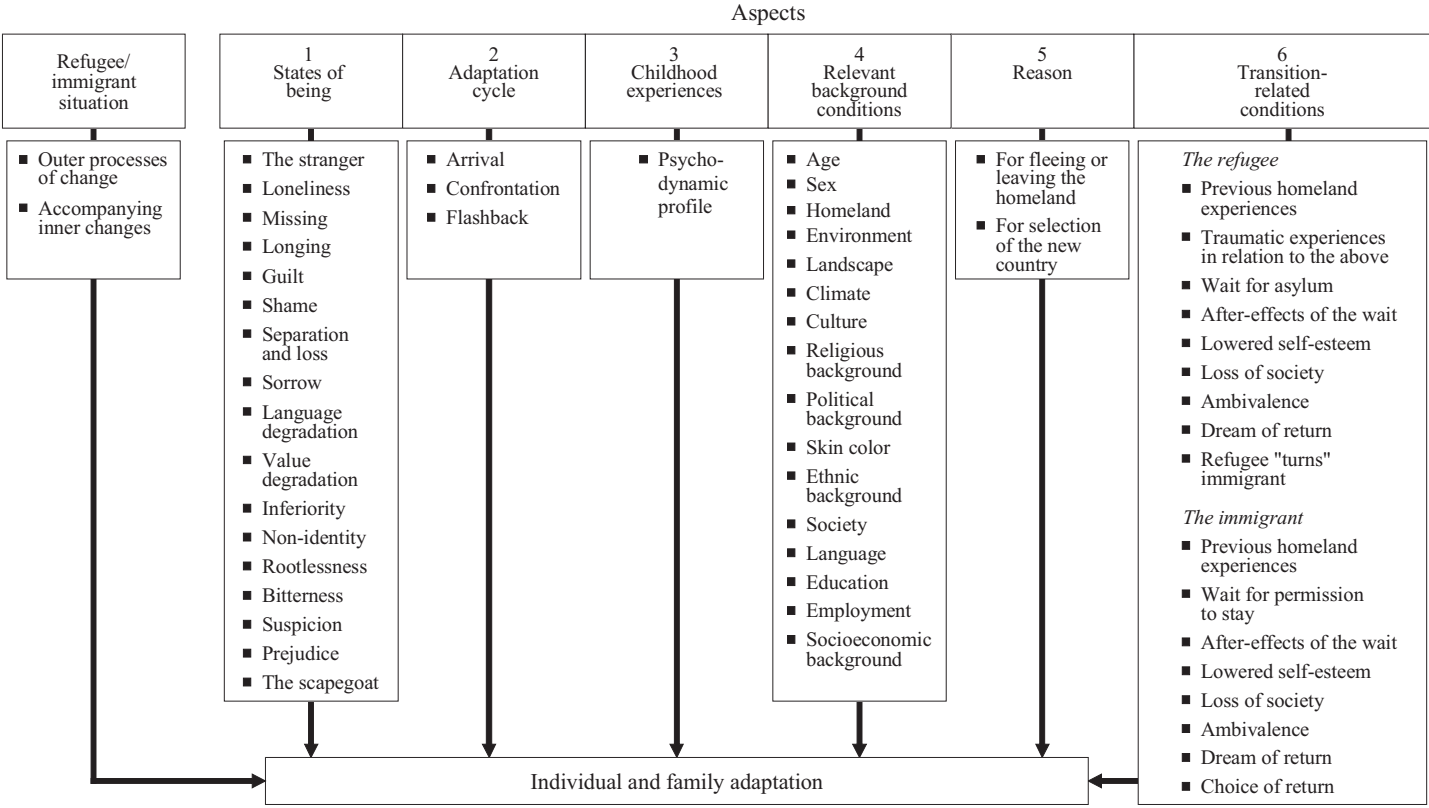 Aspects
Refugee/
immigrant
situation
1
States of
being
2
Adaptation
cycle
3
Childhood
experiences
4
Relevant
background
conditions
5
Reason
6
Transition-
related
conditions
■ Outer processes
of change
■ Accompanying
inner changes
■ The stranger
■ Loneliness
■ Missing
■ Longing
■ Guilt
■ Shame
■ Separation
and loss
■ Sorrow
■ Language
degradation
■ Value
degradation
■ Inferiority
■ Non-identity
■ Rootlessness
■ Bitterness
■ Suspicion
■ Prejudice
■ The scapegoat
■ Arrival
■ Confrontation
■ Flashback
■ Psycho-
dynamic
profile
■ Age
■ Sex
■ Homeland
■ Environment
■ Landscape
■ Climate
■ Culture
■ Religious
background
■ Political
background
■ Skin color
■ Ethnic
background
■ Society
■ Language
■ Education
■ Employment
■ Socioeconomic
background
■ For fleeing or
leaving the
homeland
■ For selection
of the new
country
The refugee
■ Previous homeland
experiences
■ Traumatic experiences
in relation to the above
■ Wait for asylum
■ After-effects of the wait
■ Lowered self-esteem
■ Loss of society
■ Ambivalence
■ Dream of return
■ Refugee "turns"
immigrant
The immigrant
■ Previous homeland
experiences
■ Wait for permission
to stay
■ After-effects of the wait
■ Lowered self-esteem
■ Loss of society
■ Ambivalence
■ Dream of return
■ Choice of return
Individual and family adaptation